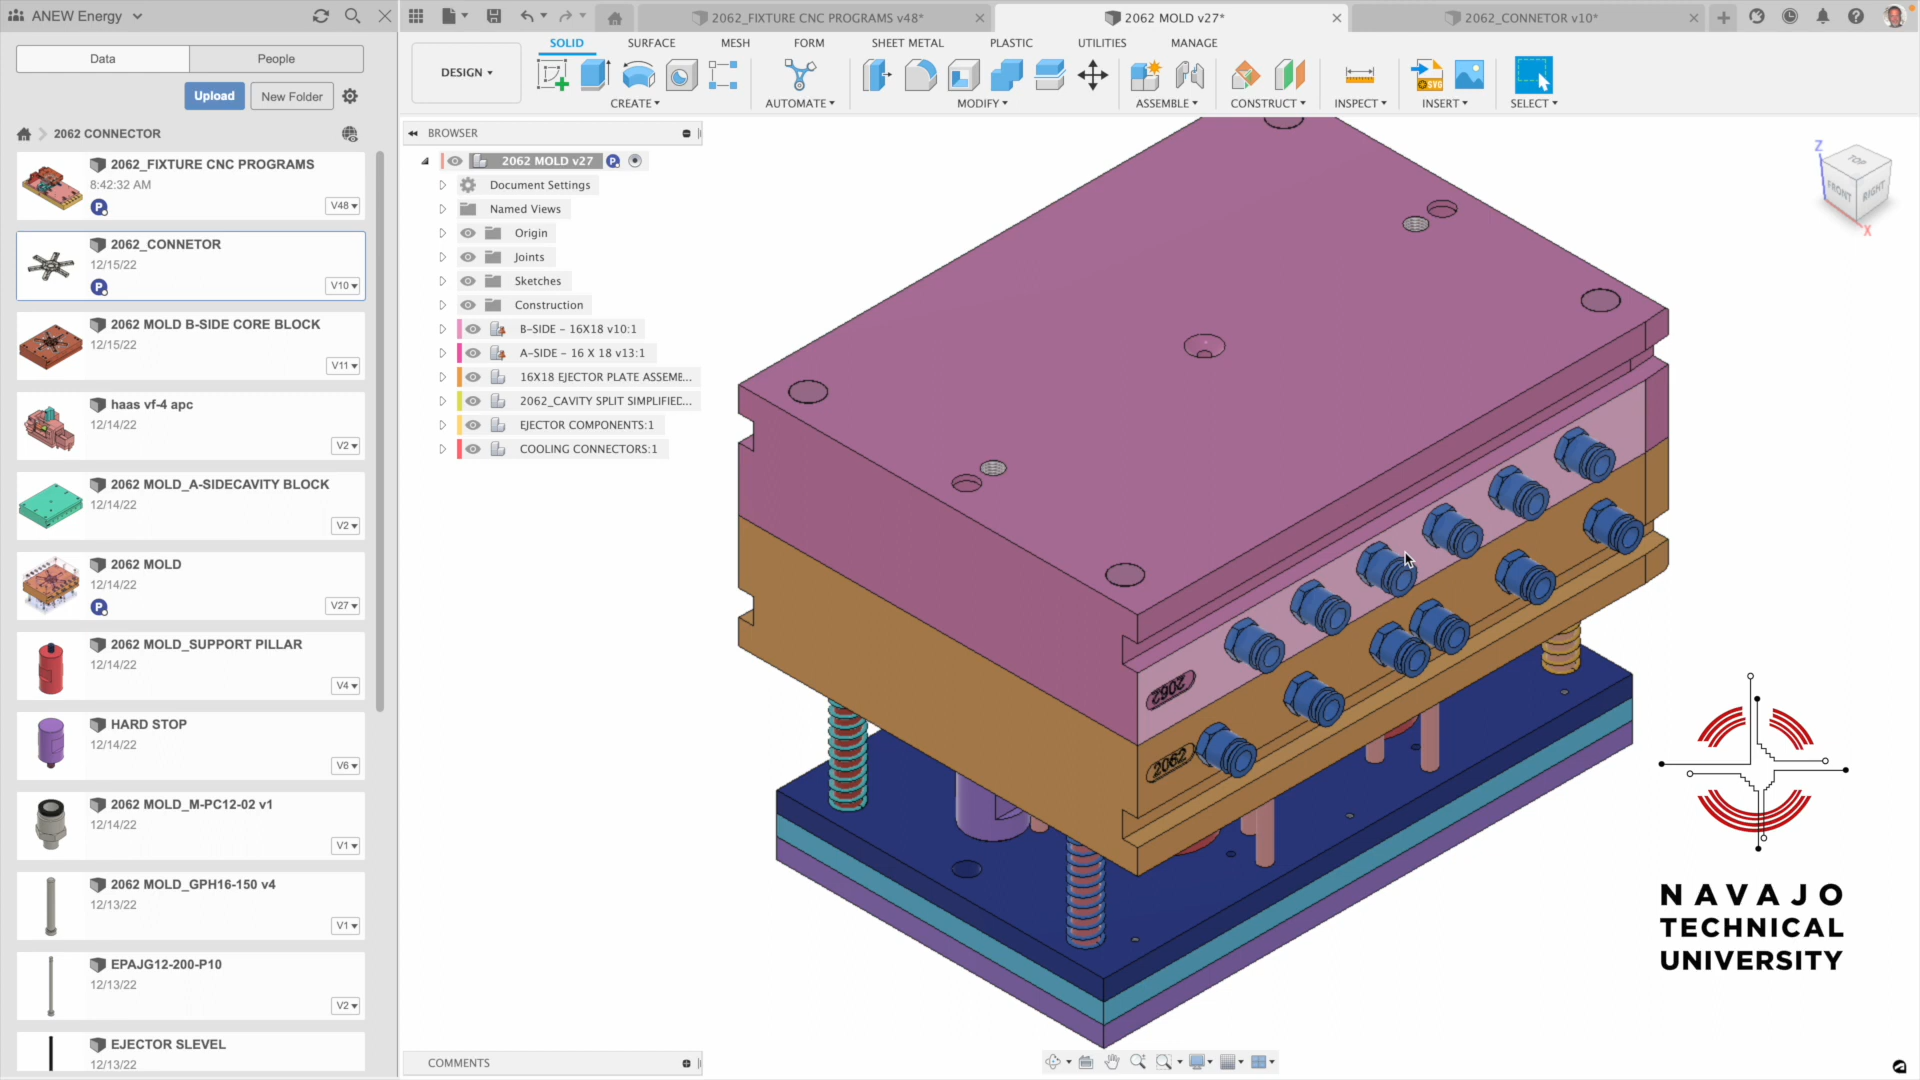 ANEW Energy
2062_FIXTURE CNC PROGRAMS v48*
2062 MOLD v27*
2062_CONNETOR v10*
Data
People
Upload
New Folder
2062 CONNECTOR
2062_FIXTURE CNC PROGRAMS
8:42:32 AM
P
V48
2062_CONNETOR
12/15/22
P
V10
2062 MOLD B-SIDE CORE BLOCK
12/15/22
V11
haas vf-4 apc
12/14/22
V2
2062 MOLD_A-SIDECAVITY BLOCK
12/14/22
V2
2062 MOLD
12/14/22
P
V27
2062 MOLD_SUPPORT PILLAR
12/14/22
V4
HARD STOP
12/14/22
V6
2062 MOLD_M-PC12-02 v1
12/14/22
V1
2062 MOLD_GPH16-150 v4
12/13/22
V1
EPAJG12-200-P10
12/13/22
V2
EJECTOR SLEVEL
12/13/22
DESIGN
SOLID
SURFACE
MESH
FORM
SHEET METAL
PLASTIC
UTILITIES
MANAGE
SVG
CREATE
AUTOMATE
MODIFY
ASSEMBLE
CONSTRUCT
INSPECT
INSERT
SELECT
BROWSER
2062 MOLD v27
P
Document Settings
Named Views
Origin
Joints
Sketches
Construction
B-SIDE - 16X18 v10:1
A-SIDE - 16 X 18 v13:1
16X18 EJECTOR PLATE ASSEME...
2062_CAVITY SPLIT SIMPLIFIED...
EJECTOR COMPONENTS:1
COOLING CONNECTORS:1
Z
TOP
FRONT
RIGHT
X
2062
2062
NAVAJO
TECHNICAL
UNIVERSITY
COMMENTS